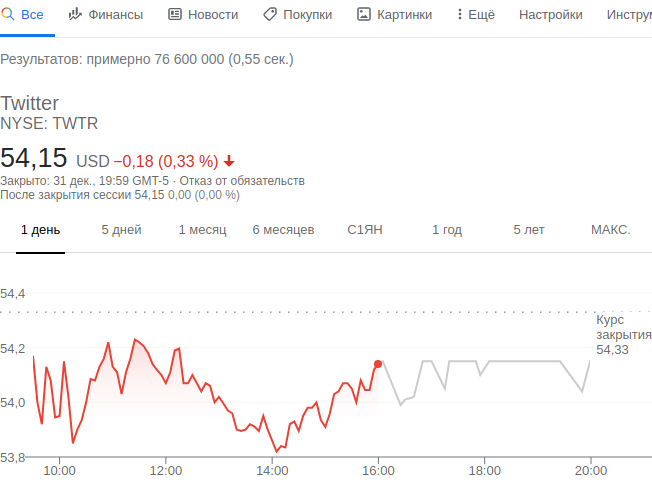 Все Финансы Новости Покупки Картинки Ещё Настройки Инструм
Результатов: примерно 76 600 000 (0,55 сек.)
Twitter
NYSE: TWTR
54,15 USD −0,18 (0,33 %)
Закрыто: 31 дек., 19:59 GMT-5 · Отказ от обязательств
После закрытия сессии 54,15 0,00 (0,00 %)
1 день 5 дней 1 месяц 6 месяцев С1ЯН 1 год 5 лет МАКС.
54,4
Курс
закрытия
54,33
54,2
54,0
53,8
10:00 12:00 14:00 16:00 18:00 20:00